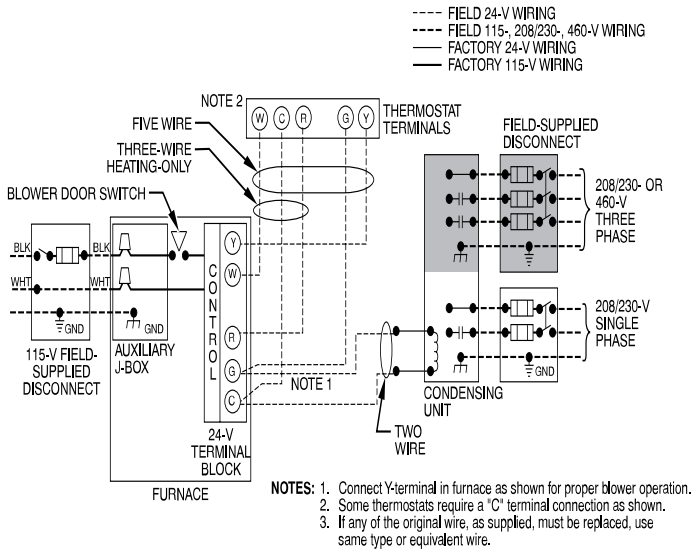 FIELD 24-V WIRING
FIELD 115-, 208/230-, 460-V WIRING
FACTORY 24-V WIRING
FACTORY 115-V WIRING
NOTE 2
W C R G Y
THERMOSTAT
TERMINALS
FIVE WIRE
THREE-WIRE
HEATING-ONLY
BLOWER DOOR SWITCH
FIELD-SUPPLIED
DISCONNECT
208/230- OR
460-V
THREE
PHASE
BLK
BLK
WHT
WHT
GND
GND
CONTROL
Y
W
R
G
C
NOTE 1
115-V FIELD-
SUPPLIED
DISCONNECT
AUXILIARY
J-BOX
24-V
TERMINAL
BLOCK
FURNACE
TWO
WIRE
CONDENSING
UNIT
208/230-V
SINGLE
PHASE
GND
NOTES: 1. Connect Y-terminal in furnace as shown for proper blower operation.
2. Some thermostats require a "C" terminal connection as shown.
3. If any of the original wire, as supplied, must be replaced, use
same type or equivalent wire.